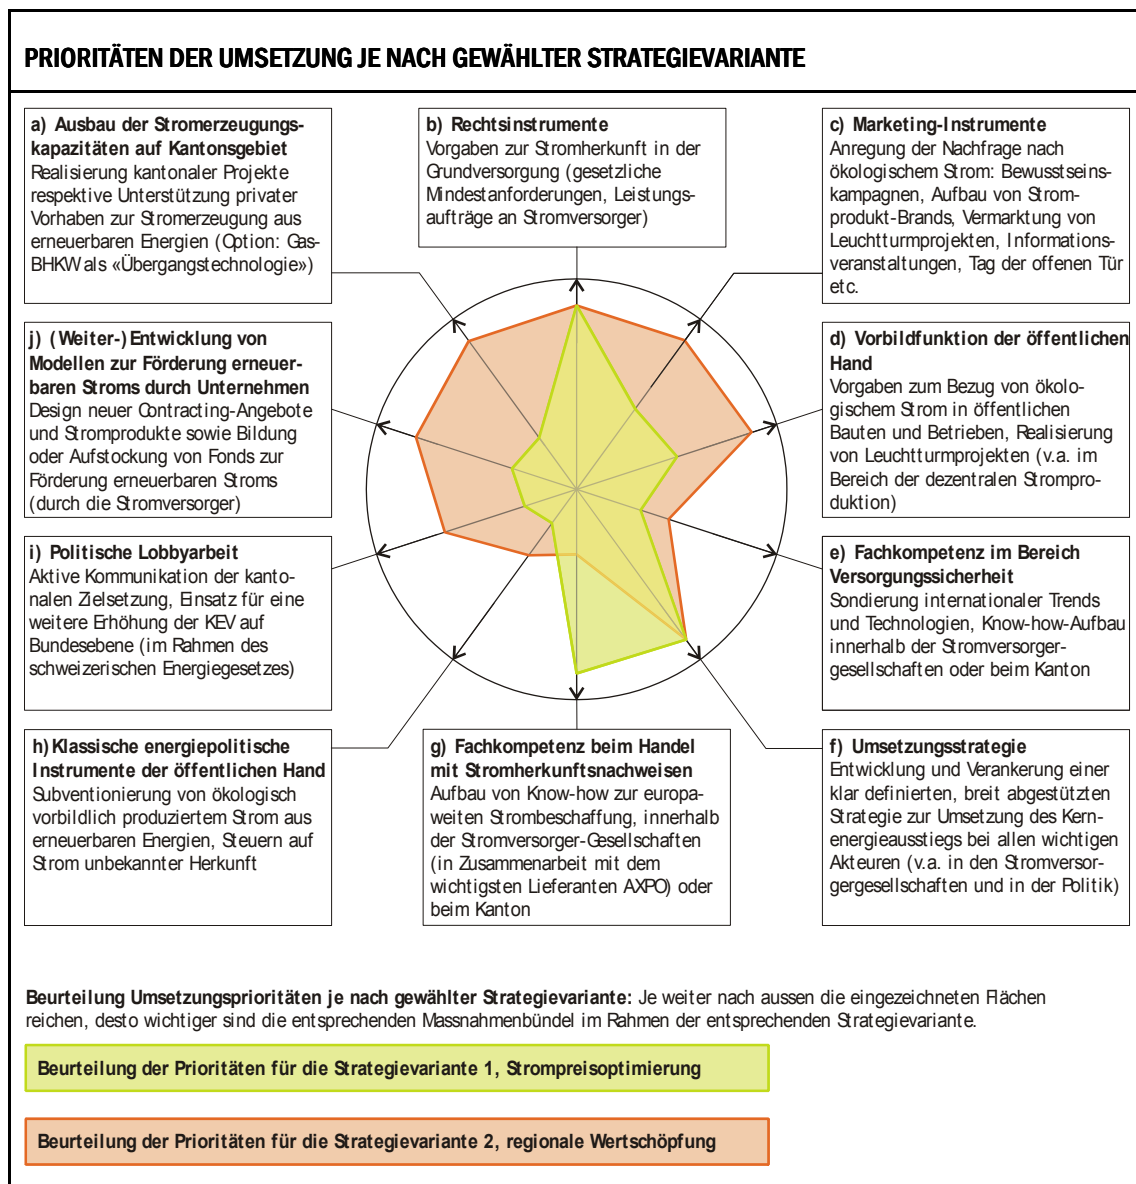 PRIORITÄTEN DER UMSETZUNG JE NACH GEWÄHLTER STRATEGIEVARIANTE
a) Ausbau der Stromerzeugungs-
kapazitäten auf Kantonsgebiet
Realisierung kantonaler Projekte
respektive Unterstützung privater
Vorhaben zur Stromerzeugung aus
erneuerbaren Energien (Option: Gas-
BHKW als «Übergangstechnologie»)
b) Rechtsinstrumente
Vorgaben zur Stromherkunft in der
Grundversorgung (gesetzliche
Mindestanforderungen, Leistungs-
aufträge an Stromversorger)
c) Marketing-Instrumente
Anregung der Nachfrage nach
ökologischem Strom: Bewusstseins-
kampagnen, Aufbau von Strom-
produkt-Brands, Vermarktung von
Leuchtturmprojekten, Informations-
veranstaltungen, Tag der offenen Tür
etc.
j) (Weiter-) Entwicklung von
Modellen zur Förderung erneuer-
baren Stroms durch Unternehmen
Design neuer Contracting-Angebote
und Stromprodukte sowie Bildung
oder Aufstockung von Fonds zur
Förderung erneuerbaren Stroms
(durch die Stromversorger)
d) Vorbildfunktion der öffentlichen
Hand
Vorgaben zum Bezug von ökolo-
gischem Strom in öffentlichen
Bauten und Betrieben, Realisierung
von Leuchtturmprojekten (v.a. im
Bereich der dezentralen Strompro-
duktion)
i) Politische Lobbyarbeit
Aktive Kommunikation der kanto-
nalen Zielsetzung, Einsatz für eine
weitere Erhöhung der KEV auf
Bundesebene (im Rahmen des
schweizerischen Energiegesetzes)
e) Fachkompetenz im Bereich
Versorgungssicherheit
Sondierung internationaler Trends
und Technologien, Know-how-Aufbau
innerhalb der Stromversorger-
gesellschaften oder beim Kanton
h) Klassische energiepolitische
Instrumente der öffentlichen Hand
Subventionierung von ökologisch
vorbildlich produziertem Strom aus
erneuerbaren Energien, Steuern auf
Strom unbekannter Herkunft
g) Fachkompetenz beim Handel
mit Stromherkunftsnachweisen
Aufbau von Know-how zur europa-
weiten Strombeschaffung, innerhalb
der Stromversorger-Gesellschaften
(in Zusammenarbeit mit dem
wichtigsten Lieferanten AXPO) oder
beim Kanton
f) Umsetzungsstrategie
Entwicklung und Verankerung einer
klar definierten, breit abgestützten
Strategie zur Umsetzung des Kern-
energieausstiegs bei allen wichtigen
Akteuren (v.a. in den Stromversor-
gergesellschaften und in der Politik)
Beurteilung Umsetzungsprioritäten je nach gewählter Strategievariante: Je weiter nach aussen die eingezeichneten Flächen
reichen, desto wichtiger sind die entsprechenden Massnahmenbündel im Rahmen der entsprechenden Strategievariante.
Beurteilung der Prioritäten für die Strategievariante 1, Strompreisoptimierung
Beurteilung der Prioritäten für die Strategievariante 2, regionale Wertschöpfung